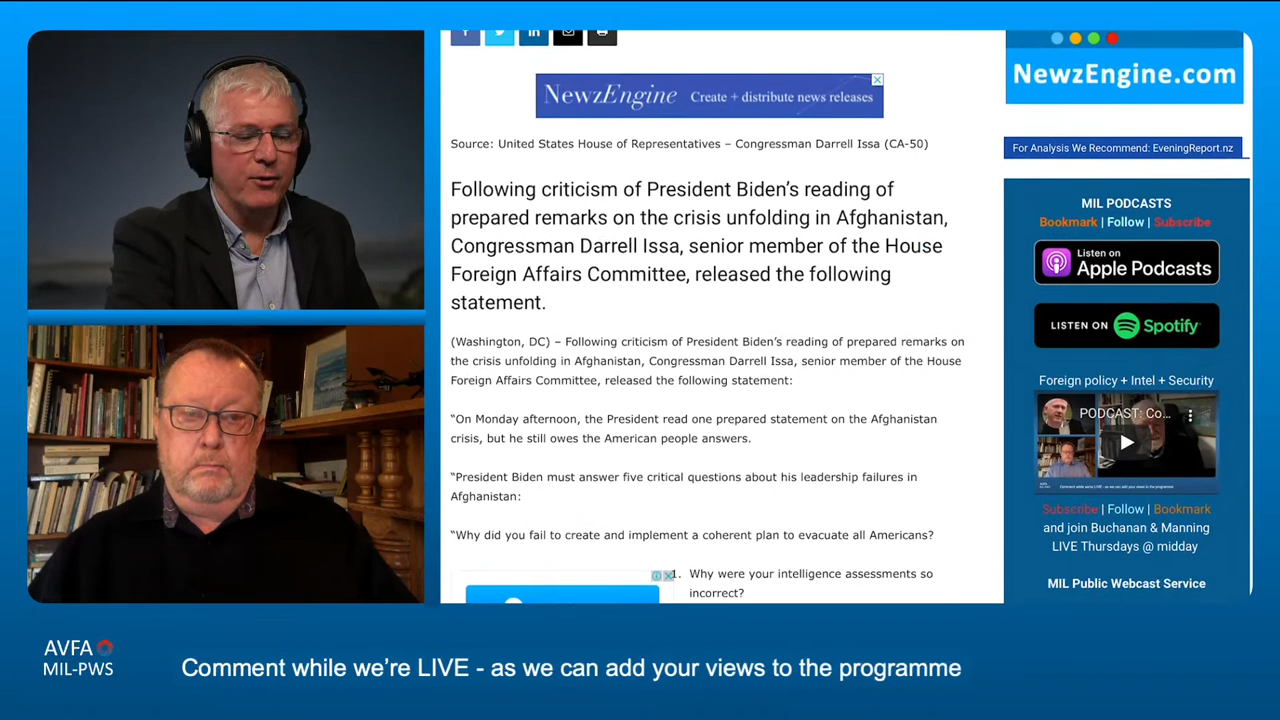 NewzEngine Create + distribute news releases
Source: United States House of Representatives – Congressman Darrell Issa (CA-50)
Following criticism of President Biden’s reading of
prepared remarks on the crisis unfolding in Afghanistan,
Congressman Darrell Issa, senior member of the House
Foreign Affairs Committee, released the following
statement.
(Washington, DC) – Following criticism of President Biden’s reading of prepared remarks on
the crisis unfolding in Afghanistan, Congressman Darrell Issa, senior member of the House
Foreign Affairs Committee, released the following statement:
“On Monday afternoon, the President read one prepared statement on the Afghanistan
crisis, but he still owes the American people answers.
“President Biden must answer five critical questions about his leadership failures in
Afghanistan:
“Why did you fail to create and implement a coherent plan to evacuate all Americans?
1. Why were your intelligence assessments so
incorrect?
NewzEngine.com
For Analysis We Recommend: EveningReport.nz
MIL PODCASTS
Bookmark | Follow | Subscribe
Listen on
Apple Podcasts
LISTEN ON Spotify
Foreign policy + Intel + Security
PODCAST: Co...
Subscribe | Follow | Bookmark
and join Buchanan & Manning
LIVE Thursdays @ midday
MIL Public Webcast Service
AVFA
MIL-PWS
Comment while we’re LIVE - as we can add your views to the programme